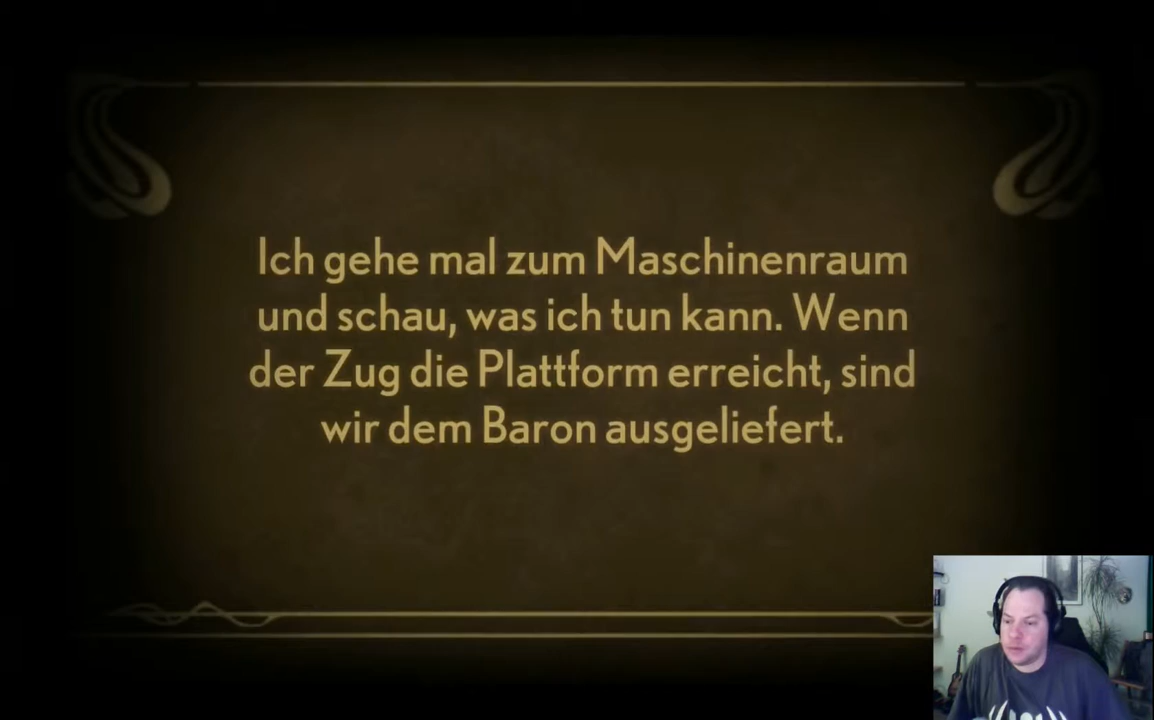 Ich gehe mal zum Maschinenraum
und schau, was ich tun kann. Wenn
der Zug die Plattform erreicht, sind
wir dem Baron ausgeliefert.